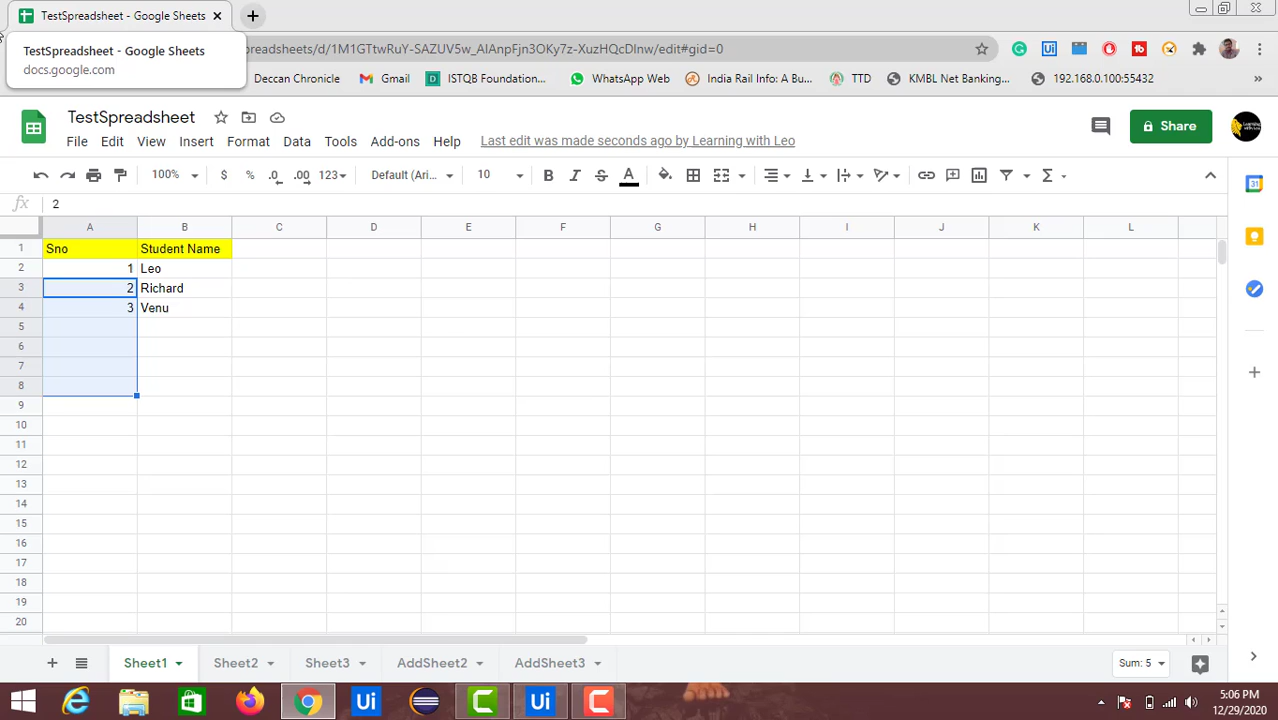 TestSpreadsheet - Google Sheets
TestSpreadsheet - Google Sheets
docs.google.com
preadsheets/d/1M1GTtwRuY-SAZUV5w_AlAnpFjn3OKy7z-XuzHQcDlnw/edit#gid=0
Deccan Chronicle
Gmail
ISTQB Foundation...
WhatsApp Web
India Rail Info: A Bu...
TTD
KMBL Net Banking...
192.168.0.100:55432
TestSpreadsheet
Share
File Edit View Insert Format Data Tools Add-ons Help Last edit was made seconds ago by Learning with Leo
100% $ % .0 .00 123 Default (Ari... 10 B I S A Σ
fx 2
A B C D E F G H I J K L
1 Sno Student Name
2 1 Leo
3 2 Richard
4 3 Venu
5
6
7
8
9
10
11
12
13
14
15
16
17
18
19
20
Sheet1 Sheet2 Sheet3 AddSheet2 AddSheet3 Sum: 5
Ui Ui
5:06 PM
12/29/2020